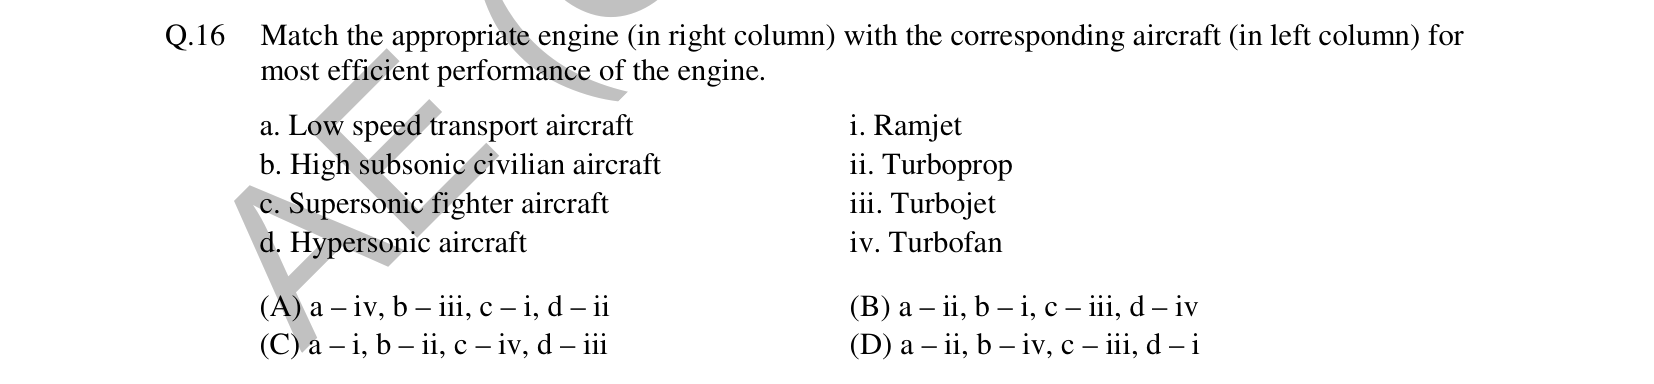 Q.16 Match the appropriate engine (in right column) with the corresponding aircraft (in left column) for
most efficient performance of the engine.
a. Low speed transport aircraft i. Ramjet
b. High subsonic civilian aircraft ii. Turboprop
c. Supersonic fighter aircraft iii. Turbojet
d. Hypersonic aircraft iv. Turbofan
(A) a – iv, b – iii, c – i, d – ii (B) a – ii, b – i, c – iii, d – iv
(C) a – i, b – ii, c – iv, d – iii (D) a – ii, b – iv, c – iii, d – i
AE (